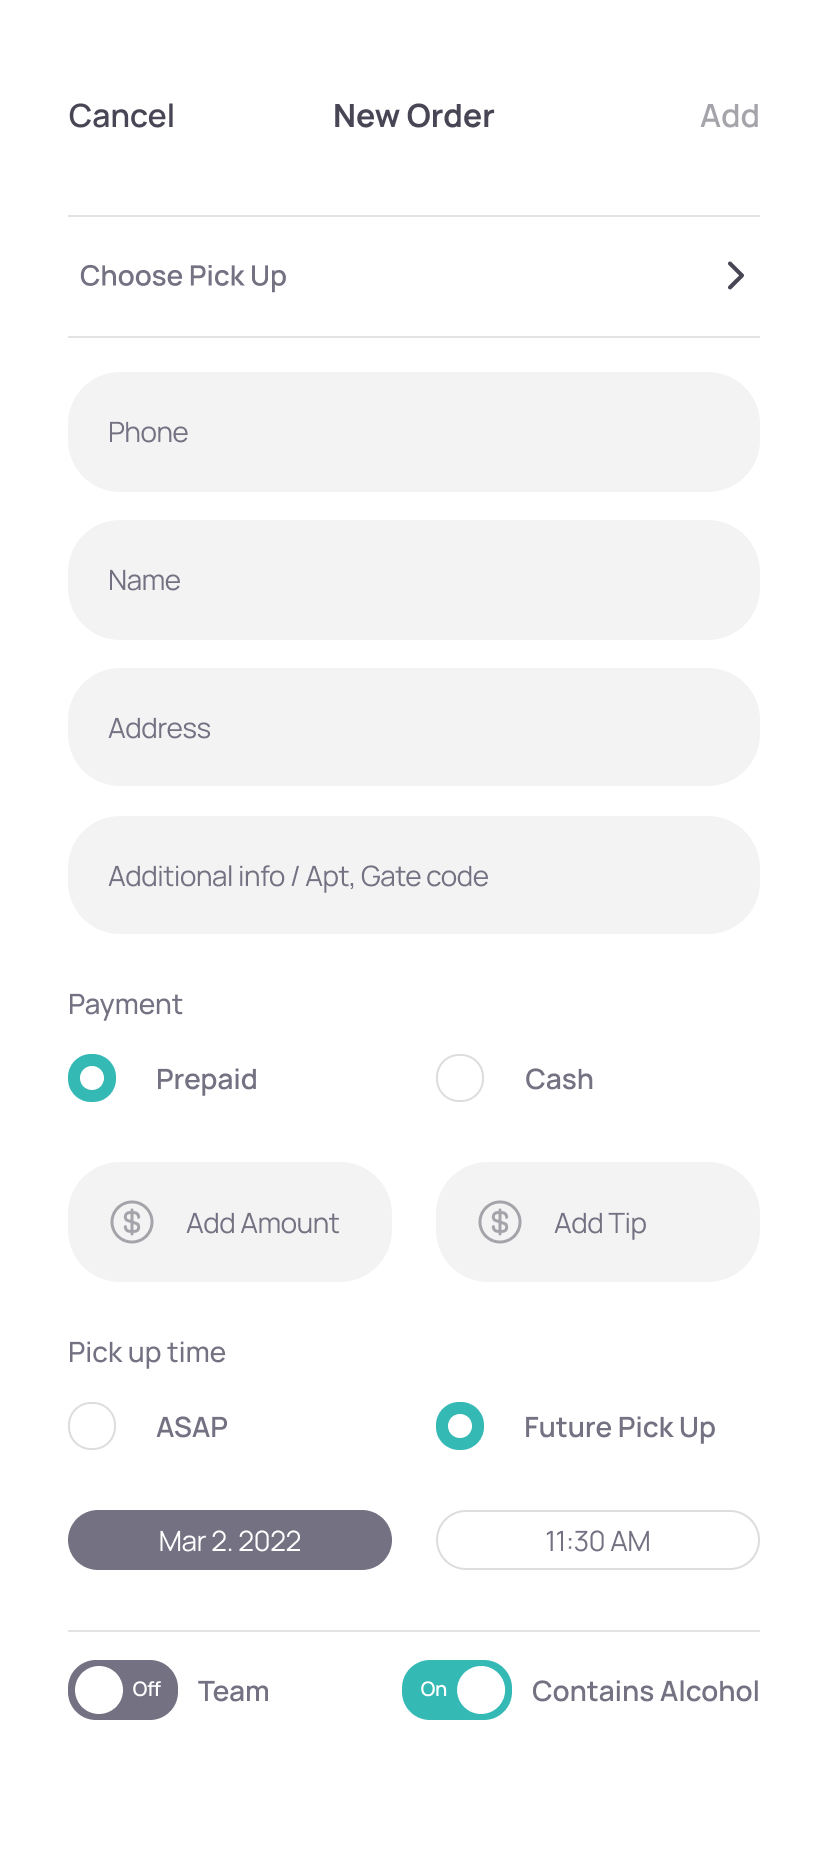 Cancel New Order Add
Choose Pick Up
Phone
Name
Address
Additional info / Apt, Gate code
Payment
Prepaid Cash
$ Add Amount $ Add Tip
Pick up time
ASAP Future Pick Up
Mar 2. 2022 11:30 AM
Off Team On Contains Alcohol